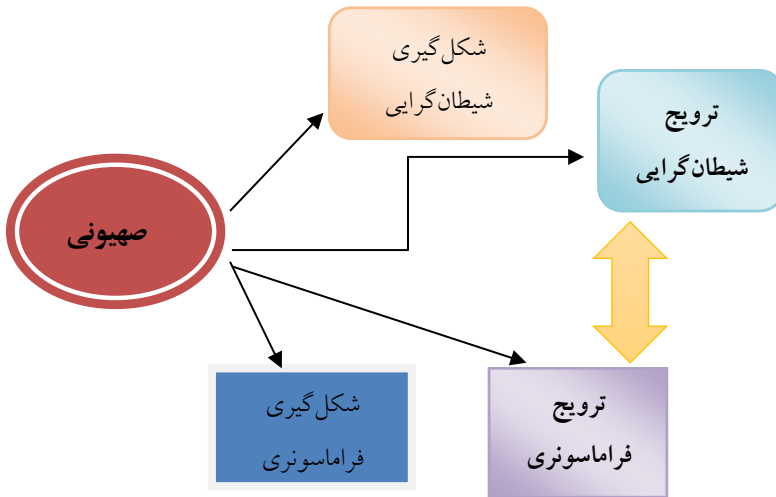 شکل‌گیری
شیطان‌گرایی
ترویج
شیطان‌گرایی
صهیونی
شکل‌گیری
فراماسونری
ترویج
فراماسونری